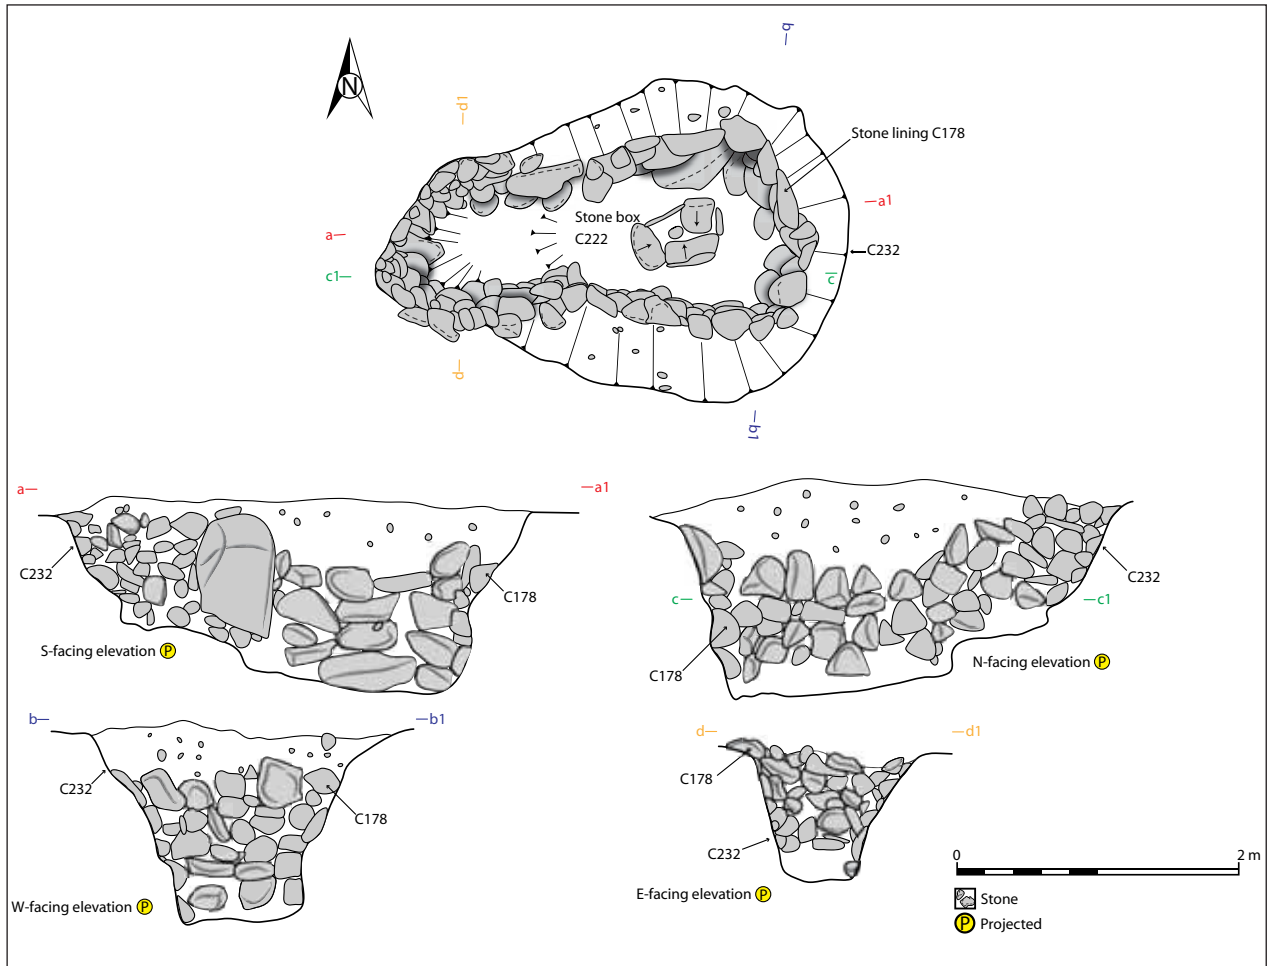 b
N
d1
Stone lining C178
a1
a
Stone box
C222
C232
c1
c
d
b1
a
a1
C232
C178
S-facing elevation P
c
c1
C232
C178
N-facing elevation P
b
b1
C232
C178
W-facing elevation P
d
d1
C178
C232
E-facing elevation P
0 2 m
Stone
P Projected